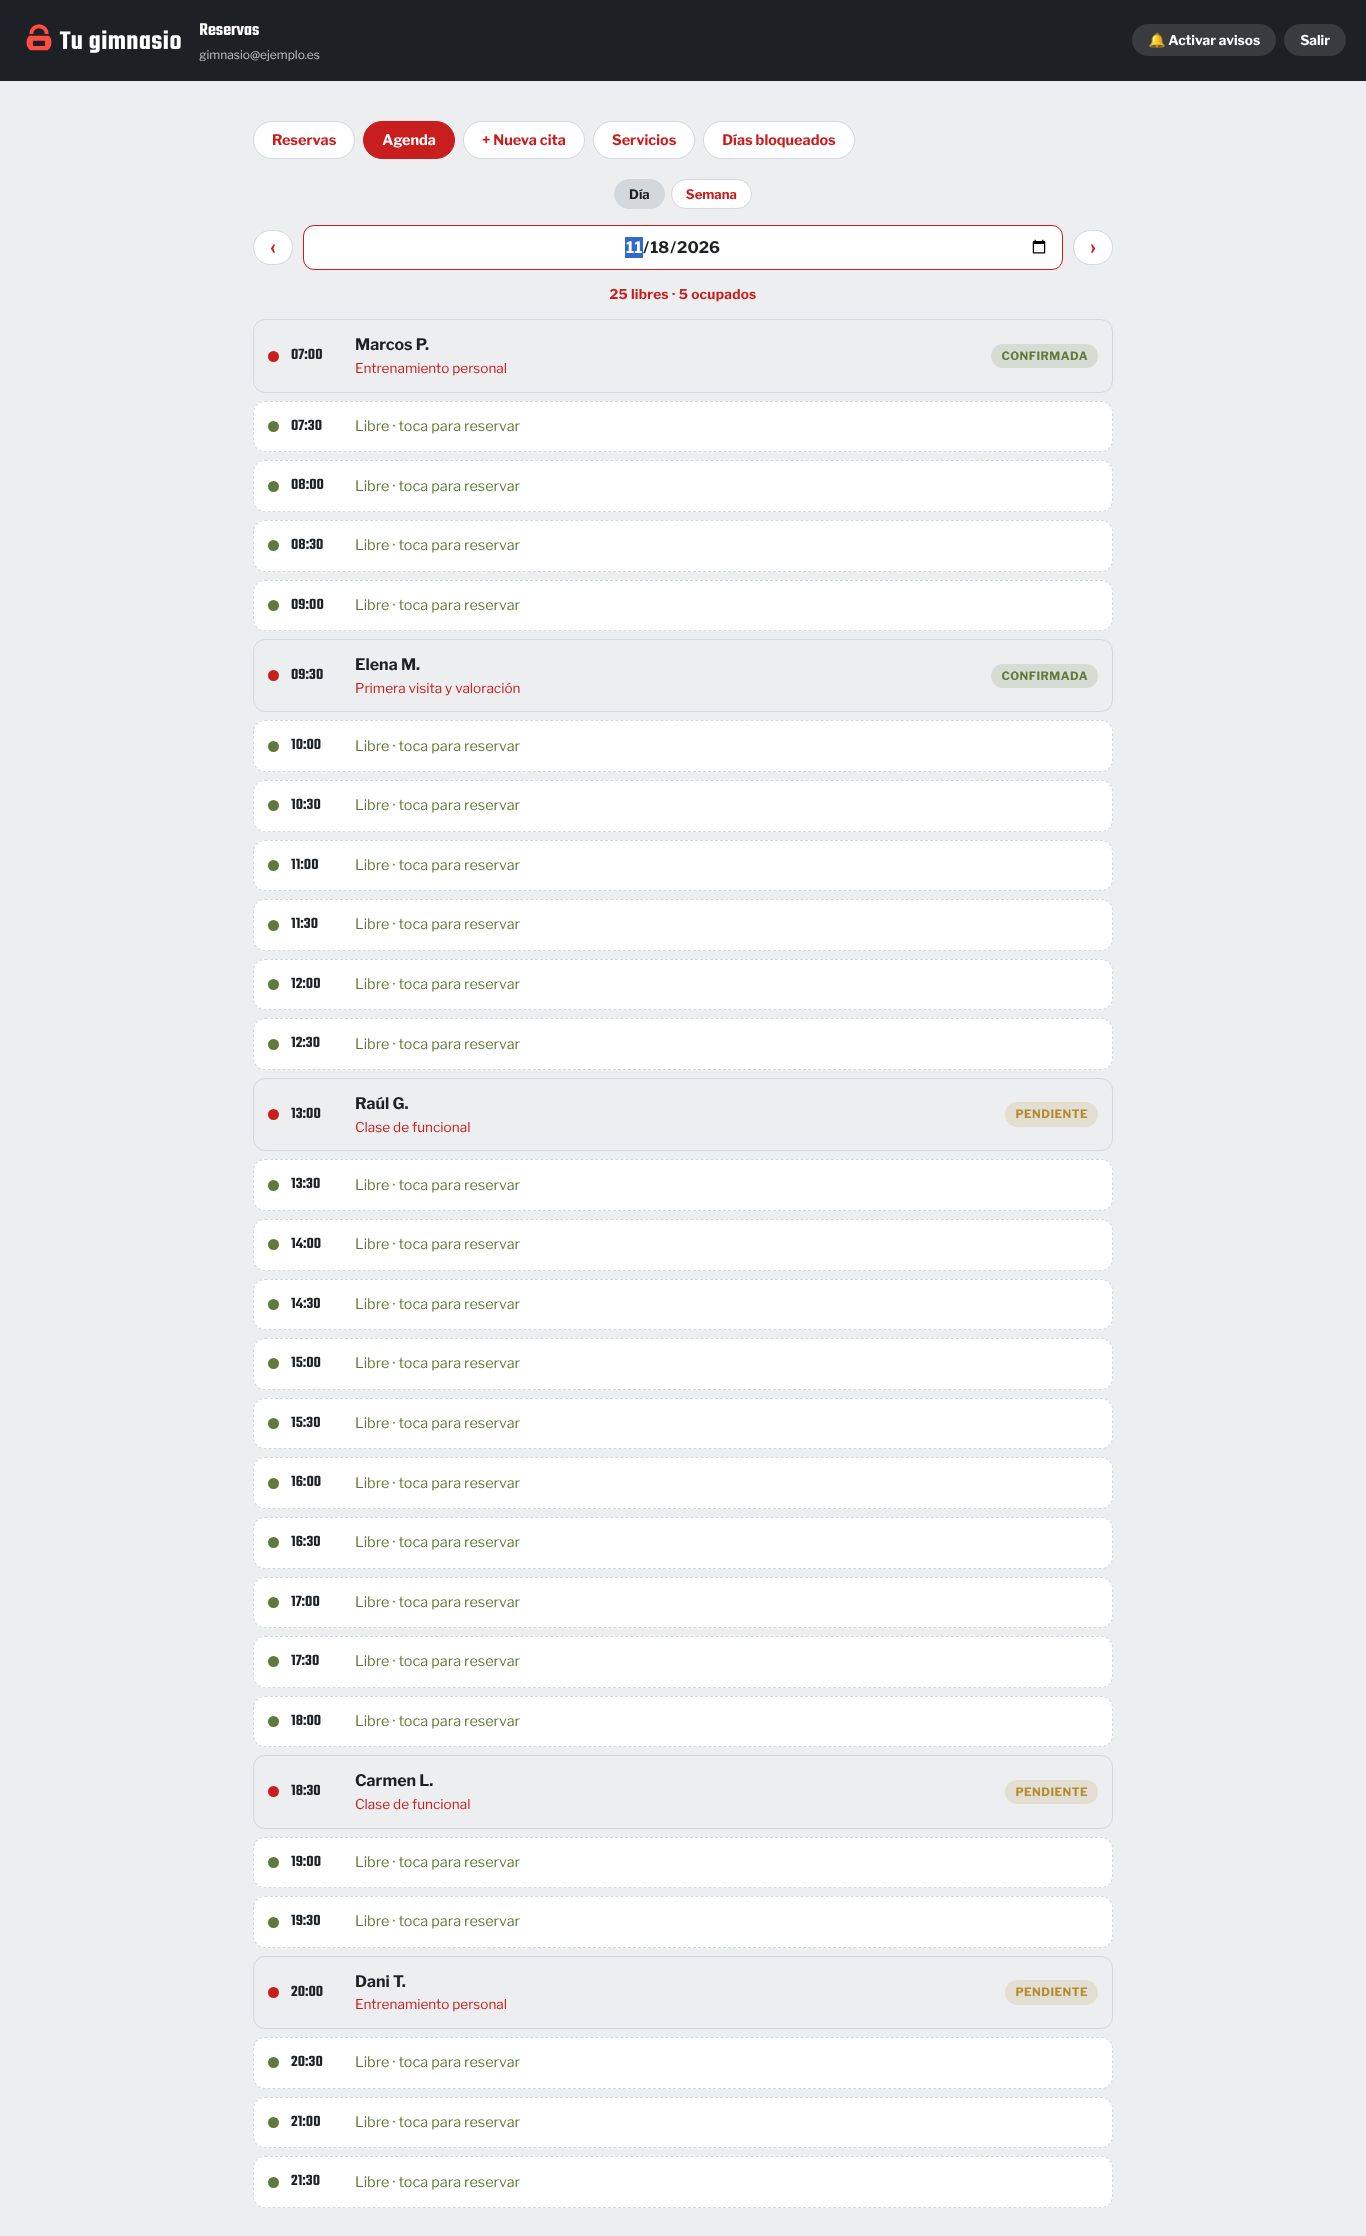 Tu gimnasio
Reservas
gimnasio@ejemplo.es
🔔 Activar avisos
Salir
Reservas
Agenda
+ Nueva cita
Servicios
Días bloqueados
Día
Semana
‹
11/18/2026
›
25 libres · 5 ocupados
07:00 Marcos P. CONFIRMADA
Entrenamiento personal
07:30 Libre · toca para reservar
08:00 Libre · toca para reservar
08:30 Libre · toca para reservar
09:00 Libre · toca para reservar
09:30 Elena M. CONFIRMADA
Primera visita y valoración
10:00 Libre · toca para reservar
10:30 Libre · toca para reservar
11:00 Libre · toca para reservar
11:30 Libre · toca para reservar
12:00 Libre · toca para reservar
12:30 Libre · toca para reservar
13:00 Raúl G. PENDIENTE
Clase de funcional
13:30 Libre · toca para reservar
14:00 Libre · toca para reservar
14:30 Libre · toca para reservar
15:00 Libre · toca para reservar
15:30 Libre · toca para reservar
16:00 Libre · toca para reservar
16:30 Libre · toca para reservar
17:00 Libre · toca para reservar
17:30 Libre · toca para reservar
18:00 Libre · toca para reservar
18:30 Carmen L. PENDIENTE
Clase de funcional
19:00 Libre · toca para reservar
19:30 Libre · toca para reservar
20:00 Dani T. PENDIENTE
Entrenamiento personal
20:30 Libre · toca para reservar
21:00 Libre · toca para reservar
21:30 Libre · toca para reservar